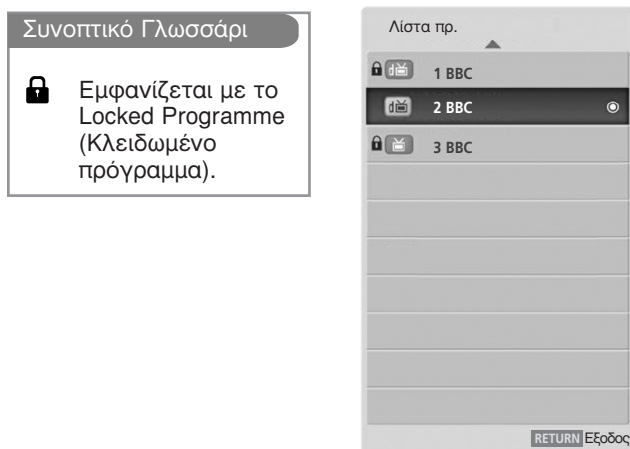 Συνοπτικό Γλωσσάρι
Εμφανίζεται με το
Locked Programme
(Κλειδωμένο
πρόγραμμα).
Λίστα πρ.
1 BBC
2 BBC
3 BBC
RETURN Εξοδος